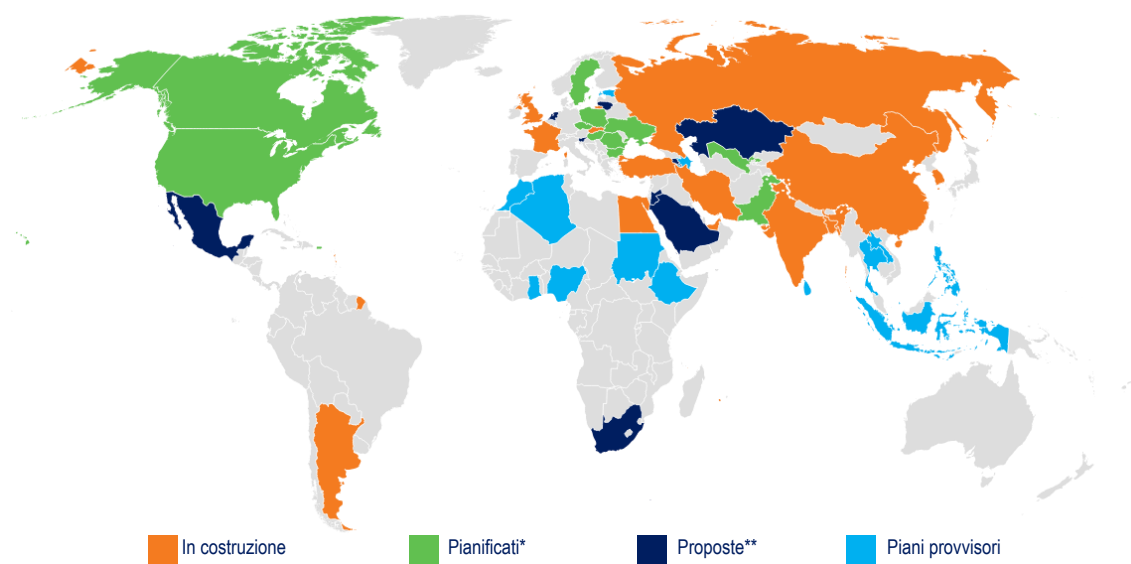 In costruzione
Pianificati*
Proposte**
Piani provvisori